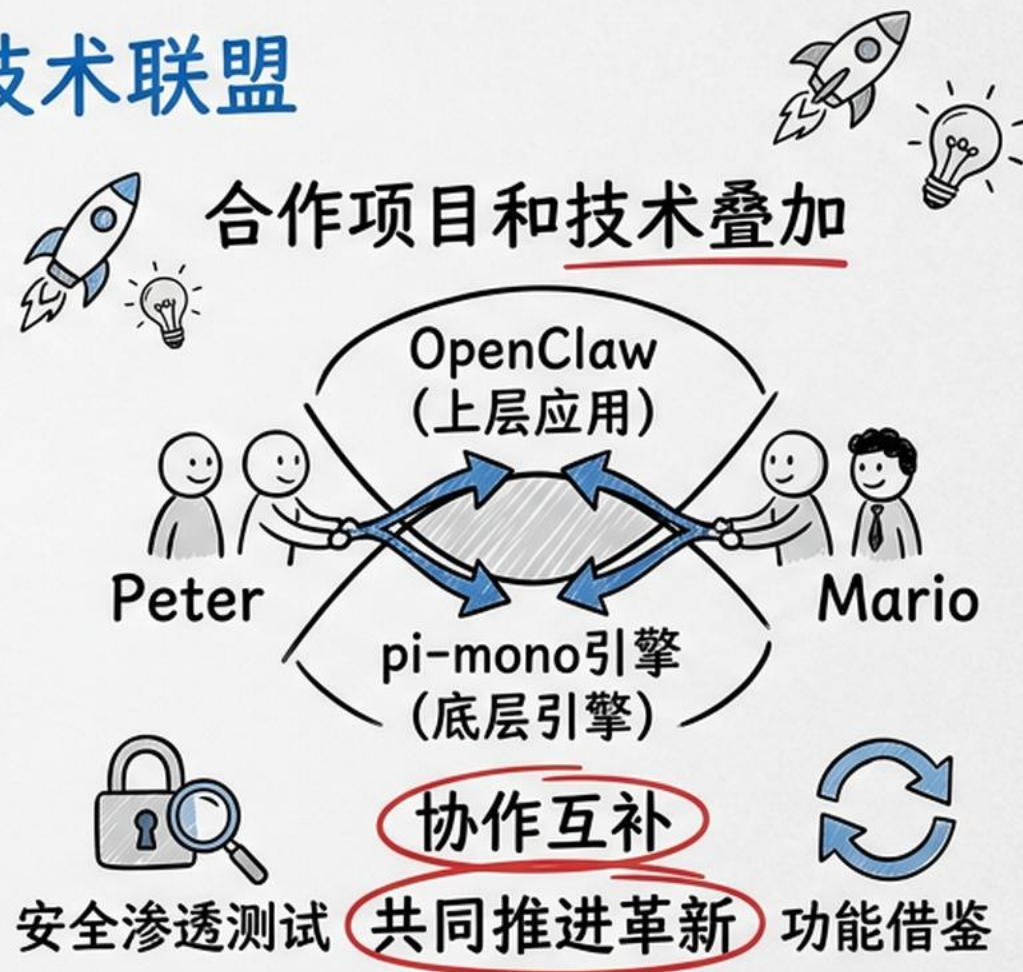 技术联盟
合作项目和技术叠加
OpenClaw
(上层应用)
Peter
Mario
pi-mono引擎
(底层引擎)
协作互补
安全渗透测试
共同推进革新
功能借鉴